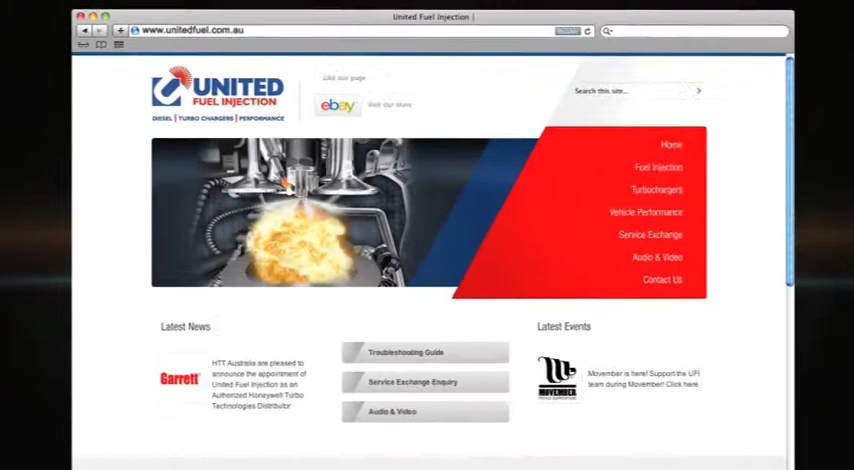 United Fuel Injection
www.unitedfuel.com.au
UNITED
FUEL INJECTION
DIESEL | TURBO CHARGERS | PERFORMANCE
Like our page
ebay
Visit our store
Search this site...
Home
Fuel Injection
Turbochargers
Vehicle Performance
Service Exchange
Audio & Video
Contact Us
Latest News
Garrett
HTT Australia are pleased to
announce the appointment of
United Fuel Injection as an
Authorized Honeywell Turbo
Technologies Distributor
Troubleshooting Guide
Service Exchange Enquiry
Audio & Video
Latest Events
MOVEMBER
Movember is here! Support the UFI
team during Movember! Click here